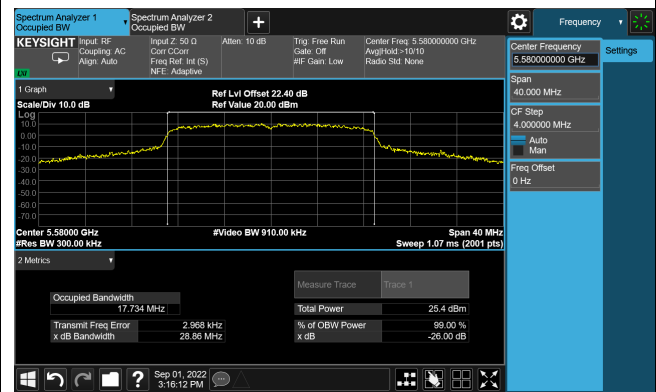 Spectrum Analyzer 1
Occupied BW
Spectrum Analyzer 2
Occupied BW
+
Frequency
KEYSIGHT
LXI
Input: RF
Coupling: AC
Align: Auto
Input Z: 50 Ω
Corr CCorr
Freq Ref: Int (S)
NFE: Adaptive
Atten: 10 dB
Trig: Free Run
Gate: Off
#IF Gain: Low
Center Freq: 5.580000000 GHz
Avg|Hold:>10/10
Radio Std: None
Center Frequency
5.580000000 GHz
Settings
Span
40.000 MHz
CF Step
4.000000 MHz
Auto
Man
Freq Offset
0 Hz
1 Graph
Scale/Div 10.0 dB
Ref Lvl Offset 22.40 dB
Ref Value 20.00 dBm
Log
10.0
0.00
-10.0
-20.0
-30.0
-40.0
-50.0
-60.0
-70.0
Center 5.58000 GHz
#Video BW 910.00 kHz
Span 40 MHz
#Res BW 300.00 kHz
Sweep 1.07 ms (2001 pts)
2 Metrics
Measure Trace
Trace 1
Occupied Bandwidth
17.734 MHz
Total Power
25.4 dBm
Transmit Freq Error
2.968 kHz
% of OBW Power
99.00 %
x dB Bandwidth
28.86 MHz
x dB
-26.00 dB
?
Sep 01, 2022
3:16:12 PM